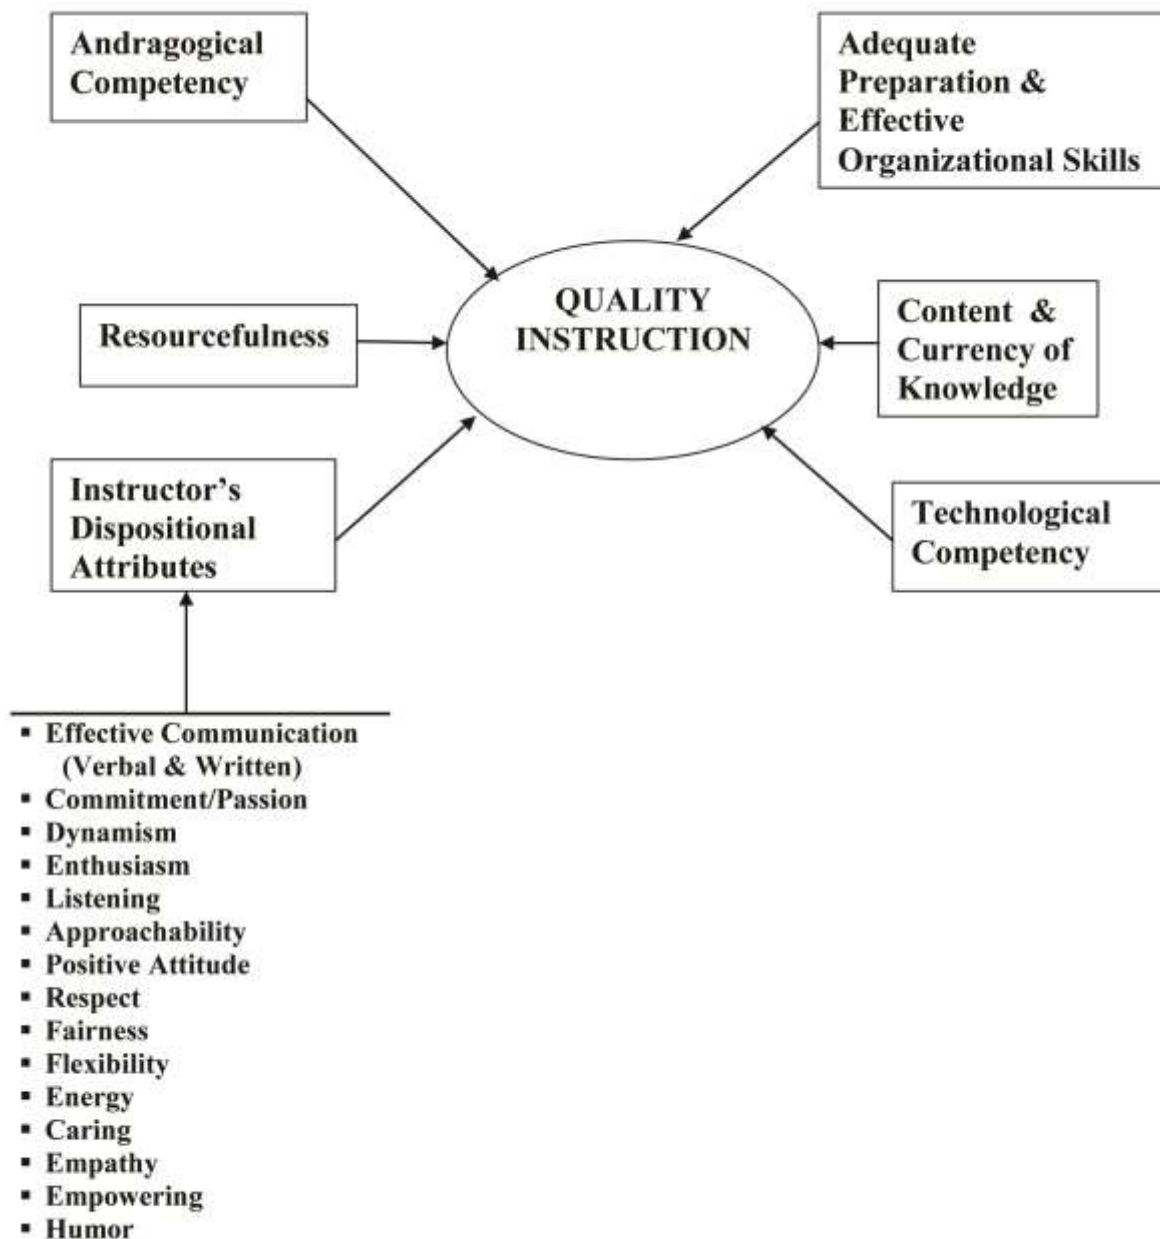 Andragogical
Competency
Adequate
Preparation &
Effective
Organizational Skills
QUALITY
INSTRUCTION
Resourcefulness
Content &
Currency of
Knowledge
Instructor’s
Dispositional
Attributes
Technological
Competency
▪ Effective Communication
(Verbal & Written)
▪ Commitment/Passion
▪ Dynamism
▪ Enthusiasm
▪ Listening
▪ Approachability
▪ Positive Attitude
▪ Respect
▪ Fairness
▪ Flexibility
▪ Energy
▪ Caring
▪ Empathy
▪ Empowering
▪ Humor